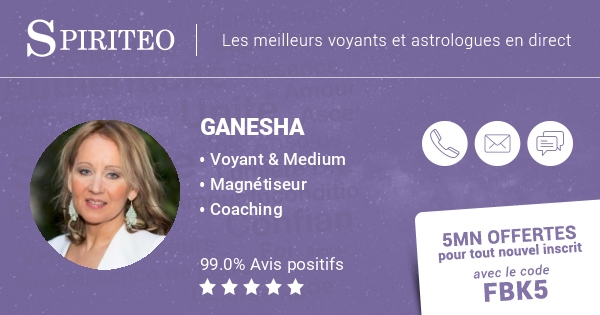 SPIRITEO
Les meilleurs voyants et astrologues en direct
GANESHA
• Voyant & Medium
• Magnétiseur
• Coaching
99.0% Avis positifs
5MN OFFERTES
pour tout nouvel inscrit
avec le code
FBK5